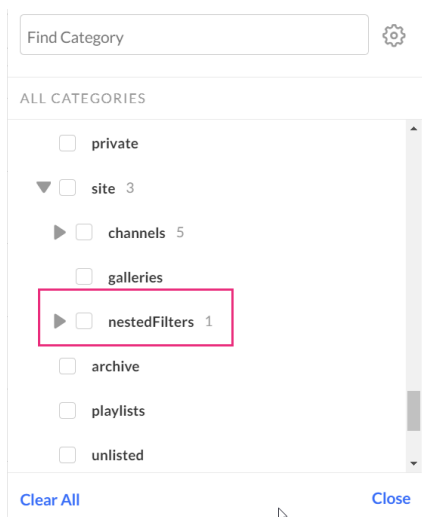 Find Category
ALL CATEGORIES
private
site 3
channels 5
galleries
nestedFilters 1
archive
playlists
unlisted
Clear All Close